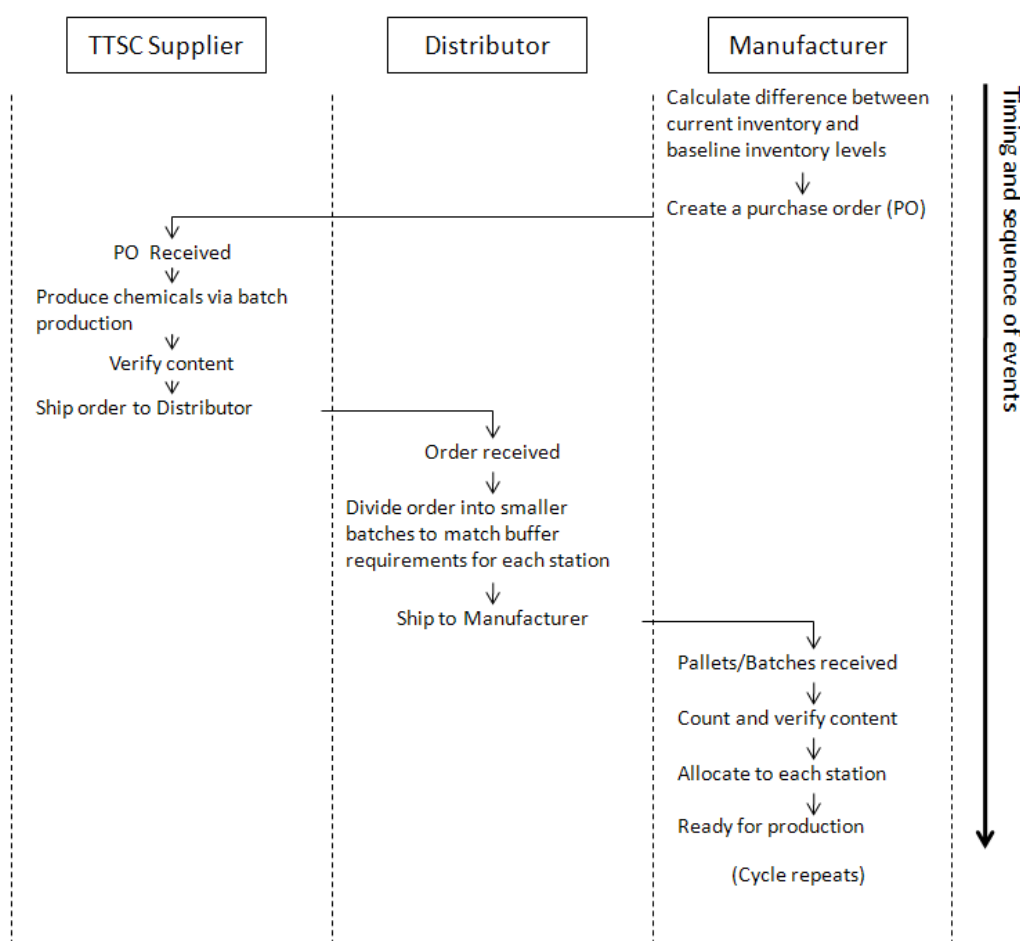 TTSC Supplier
Distributor
Manufacturer
Calculate difference between
current inventory and
baseline inventory levels
Create a purchase order (PO)
PO Received
Produce chemicals via batch
production
Verify content
Ship order to Distributor
Order received
Divide order into smaller
batches to match buffer
requirements for each station
Ship to Manufacturer
Pallets/Batches received
Count and verify content
Allocate to each station
Ready for production
(Cycle repeats)
Timing and sequence of events